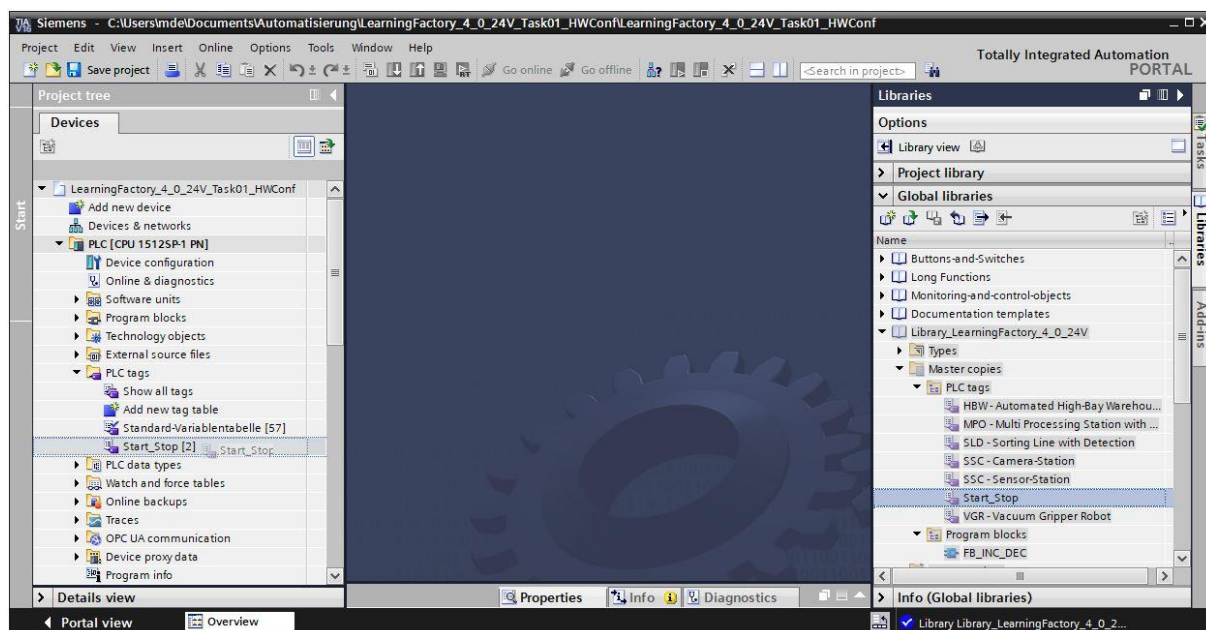 Siemens - C:\Users\mde\Documents\Automatisierung\LearningFactory_4_0_24V_Task01_HWConf\LearningFactory_4_0_24V_Task01_HWConf
Project Edit View Insert Online Options Tools Window Help
Totally Integrated Automation
PORTAL
Save project Go online Go offline <Search in project>
Start
Project tree
Devices
LearningFactory_4_0_24V_Task01_HWConf
Add new device
Devices & networks
PLC [CPU 1512SP-1 PN]
Device configuration
Online & diagnostics
Software units
Program blocks
Technology objects
External source files
PLC tags
Show all tags
Add new tag table
Standard-Variablentabelle [57]
Start_Stop [2] Start_Stop
PLC data types
Watch and force tables
Online backups
Traces
OPC UA communication
Device proxy data
Program info
Details view
Properties Info Diagnostics
Libraries
Options
Library view
Project library
Global libraries
Name
Buttons-and-Switches
Long Functions
Monitoring-and-control-objects
Documentation templates
Library_LearningFactory_4_0_24V
Types
Master copies
PLC tags
HBW - Automated High-Bay Warehou...
MPO - Multi Processing Station with ...
SLD - Sorting Line with Detection
SSC - Camera-Station
SSC - Sensor-Station
Start_Stop
VGR - Vacuum Gripper Robot
Program blocks
FB_INC_DEC
Info (Global libraries)
Tasks
Libraries
Add-ins
Portal view Overview
Library Library_LearningFactory_4_0_2...